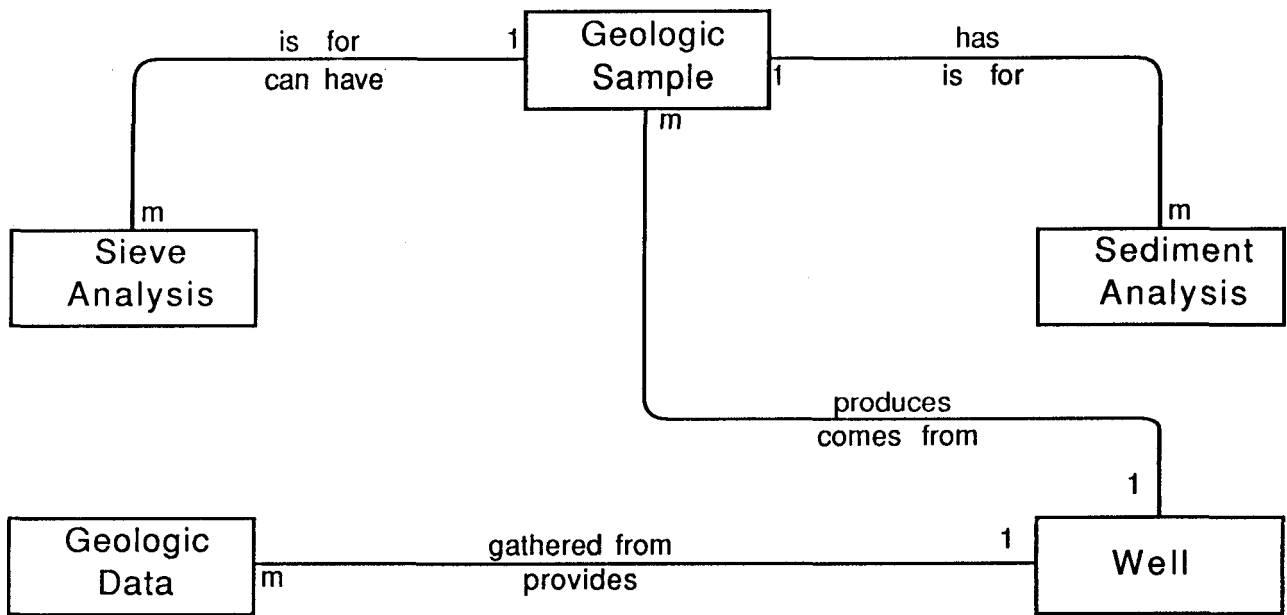 is for
can have
1
Geologic
Sample
1
has
is for
m
m
Sieve
Analysis
m
Sediment
Analysis
produces
comes from
1
Geologic
Data
m
gathered from
provides
1
Well